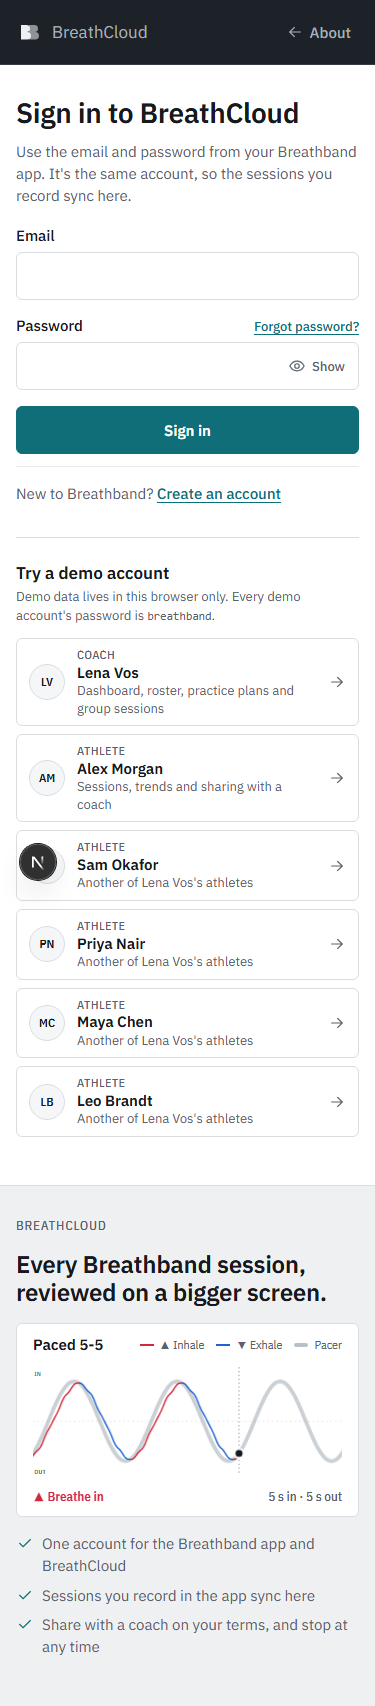 BreathCloud
← About
Sign in to BreathCloud
Use the email and password from your Breathband
app. It's the same account, so the sessions you
record sync here.
Email
Password
Forgot password?
Show
Sign in
New to Breathband? Create an account
Try a demo account
Demo data lives in this browser only. Every demo
account's password is breathband.
LV
COACH
Lena Vos
Dashboard, roster, practice plans and
group sessions
AM
ATHLETE
Alex Morgan
Sessions, trends and sharing with a
coach
N
ATHLETE
Sam Okafor
Another of Lena Vos's athletes
PN
ATHLETE
Priya Nair
Another of Lena Vos's athletes
MC
ATHLETE
Maya Chen
Another of Lena Vos's athletes
LB
ATHLETE
Leo Brandt
Another of Lena Vos's athletes
BREATHCLOUD
Every Breathband session,
reviewed on a bigger screen.
Paced 5-5
▲ Inhale
▼ Exhale
Pacer
IN
OUT
▲ Breathe in
5 s in · 5 s out
One account for the Breathband app and
BreathCloud
Sessions you record in the app sync here
Share with a coach on your terms, and stop at
any time